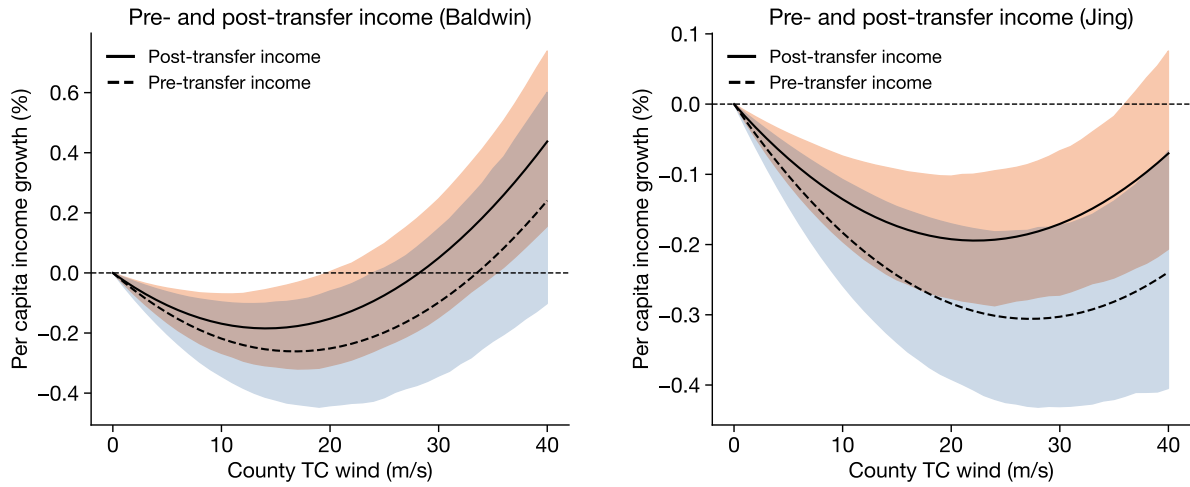 Pre- and post-transfer income (Baldwin)
Post-transfer income
Pre-transfer income
Per capita income growth (%)
0.6
0.4
0.2
0.0
−0.2
−0.4
0 10 20 30 40
County TC wind (m/s)
Pre- and post-transfer income (Jing)
Post-transfer income
Pre-transfer income
Per capita income growth (%)
0.1
0.0
−0.1
−0.2
−0.3
−0.4
0 10 20 30 40
County TC wind (m/s)